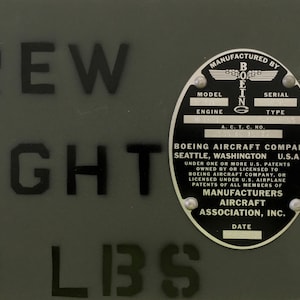 REW
GHT
LBS
MANUFACTURED BY
BOEING
MODEL SERIAL
ENGINE TYPE
A. C. T. C. NO.
BOEING AIRCRAFT COMPA
SEATTLE, WASHINGTON U.S.A
UNDER ONE OR MORE U.S. PATENTS
OWNED BY OR LICENSED TO
BOEING AIRCRAFT COMPANY, OR
LICENSED UNDER U.S. AIRPLANE
PATENTS OF ALL MEMBERS OF
MANUFACTURERS
AIRCRAFT
ASSOCIATION, INC.
DATE